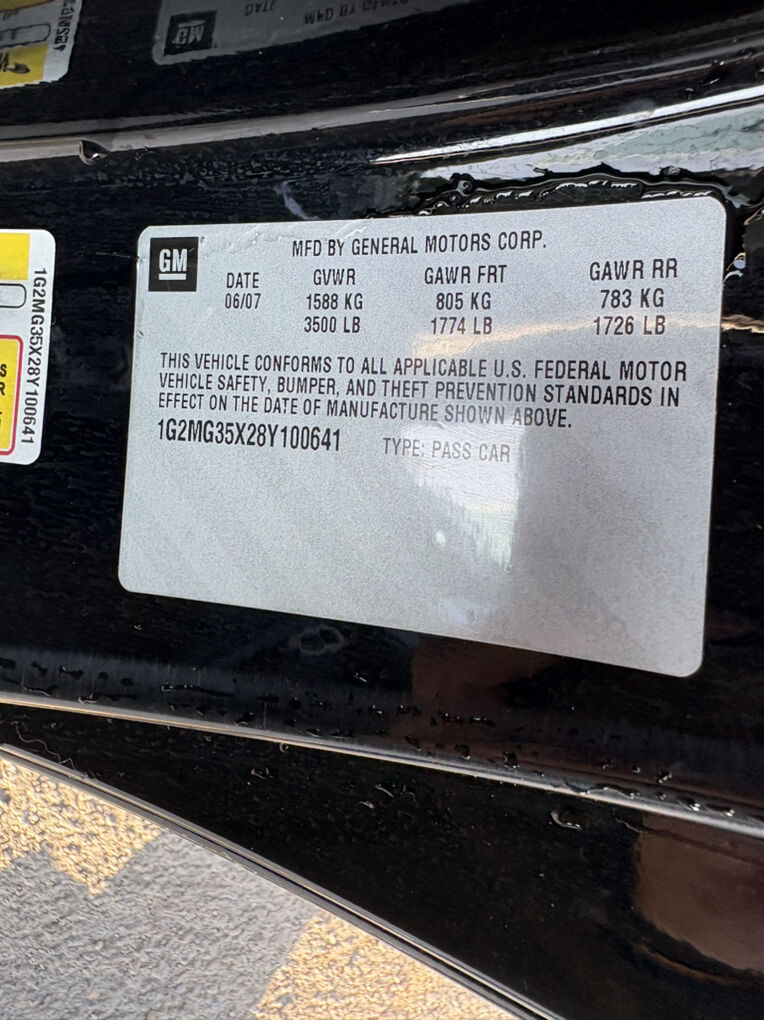 GM
MFD BY GENERAL MOTORS CORP.
DATE GVWR GAWR FRT GAWR RR
06/07 1588 KG 805 KG 783 KG
3500 LB 1774 LB 1726 LB
THIS VEHICLE CONFORMS TO ALL APPLICABLE U.S. FEDERAL MOTOR
VEHICLE SAFETY, BUMPER, AND THEFT PREVENTION STANDARDS IN
EFFECT ON THE DATE OF MANUFACTURE SHOWN ABOVE.
1G2MG35X28Y100641 TYPE: PASS CAR
1G2MG35X28Y100641